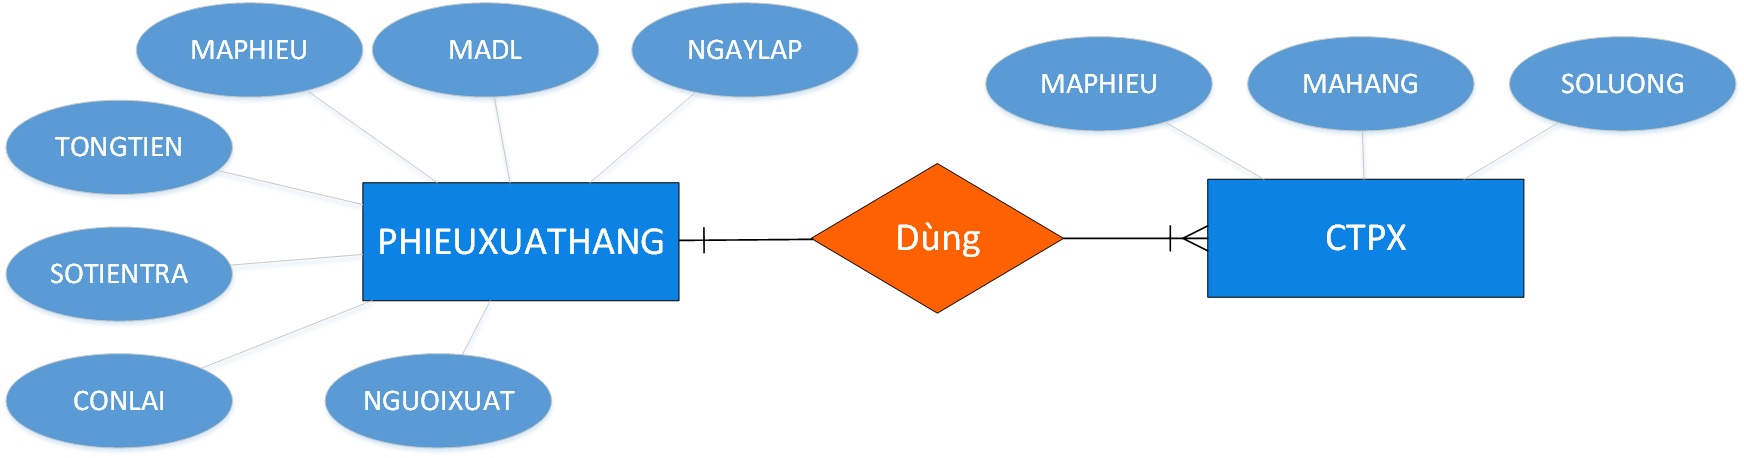 MAPHIEU
MADL
NGAYLAP
TONGTIEN
SOTIENTRA
CONLAI
NGUOIXUAT
PHIEUXUATHANG
Dùng
MAPHIEU
MAHANG
SOLUONG
CTPX